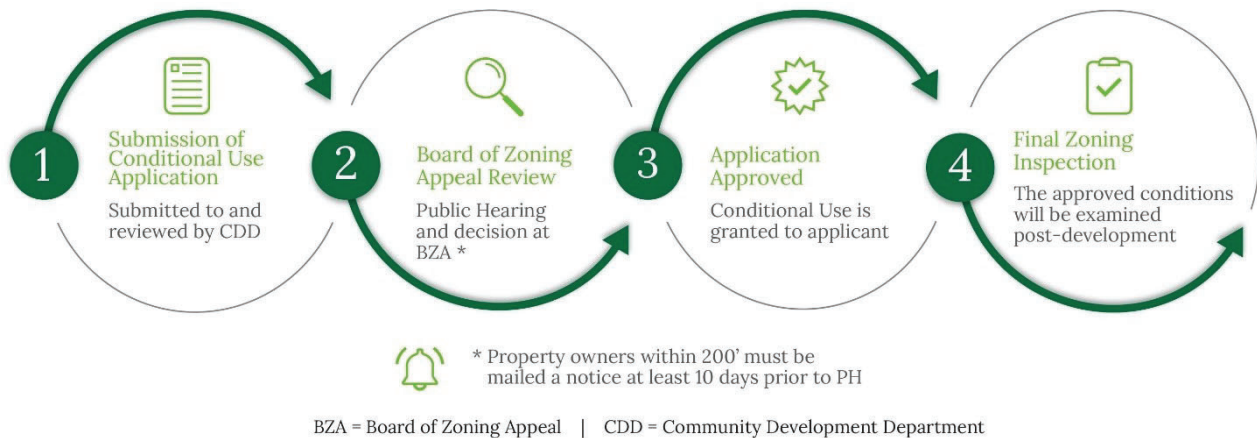 1
Submission of
Conditional Use
Application
Submitted to and
reviewed by CDD
2
Board of Zoning
Appeal Review
Public Hearing
and decision at
BZA *
3
Application
Approved
Conditional Use is
granted to applicant
4
Final Zoning
Inspection
The approved conditions
will be examined
post-development
* Property owners within 200' must be
mailed a notice at least 10 days prior to PH
BZA = Board of Zoning Appeal | CDD = Community Development Department